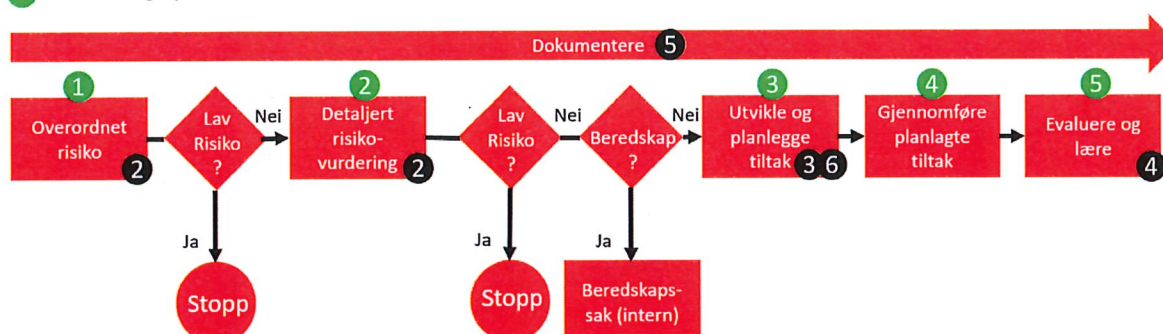 Dokumentere 5
1
Overordnet
risiko
2
Lav
Risiko
?
Nei
Ja
Stopp
2
Detaljert
risiko-
vurdering
2
Lav
Risiko
?
Nei
Ja
Stopp
Beredskap
?
Nei
Ja
Beredskaps-
sak (intern)
3
Utvikle og
planlegge
tiltak
3 6
4
Gjennomføre
planlagte
tiltak
5
Evaluere og
lære
4